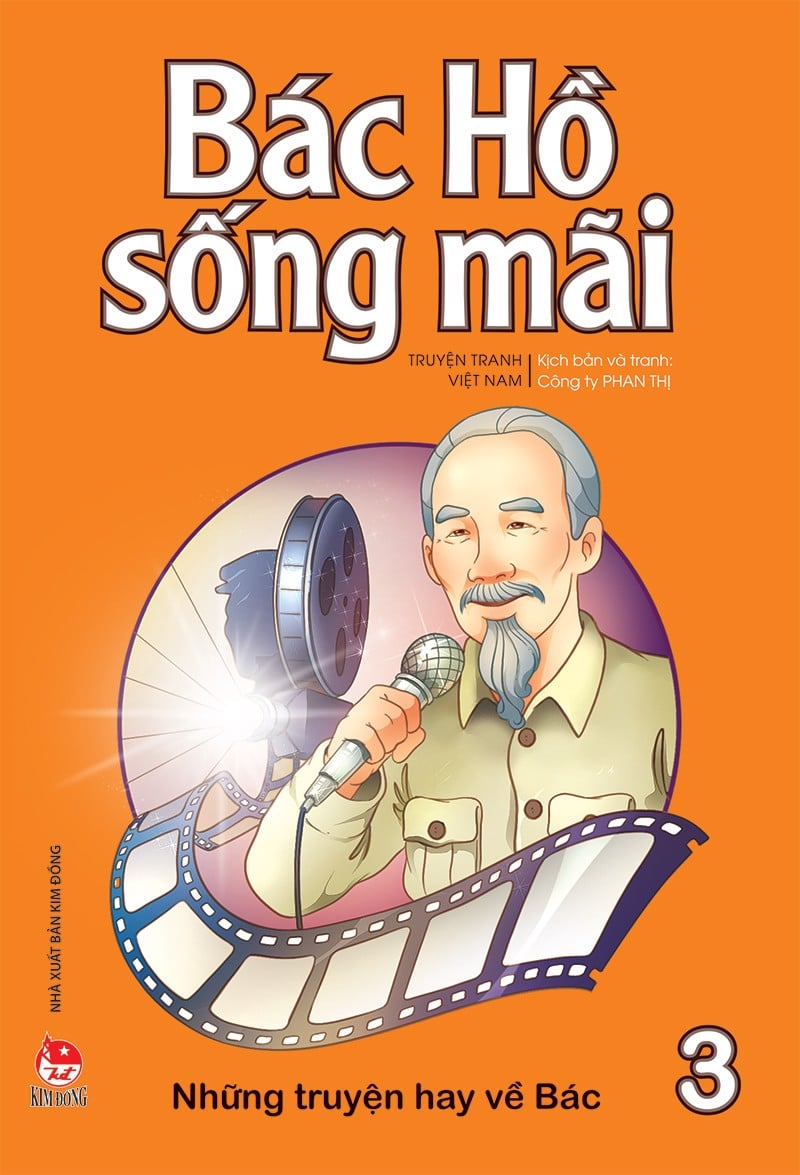 Bác Hồ
sống mãi
TRUYỆN TRANH
VIỆT NAM
Kịch bản và tranh:
Công ty PHAN THỊ
NHÀ XUẤT BẢN KIM ĐỒNG
KIM ĐỒNG
Những truyện hay về Bác
3